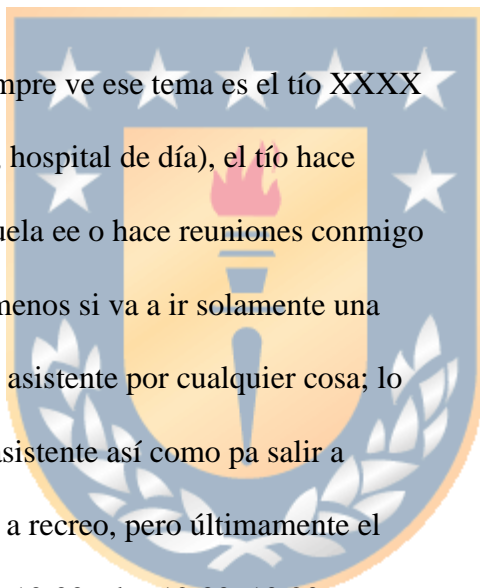 mpre ve ese tema es el tío XXXX
hospital de día), el tío hace
uela ee o hace reuniones conmigo
menos si va a ir solamente una
asistente por cualquier cosa; lo
asistente así como pa salir a
a recreo, pero últimamente el